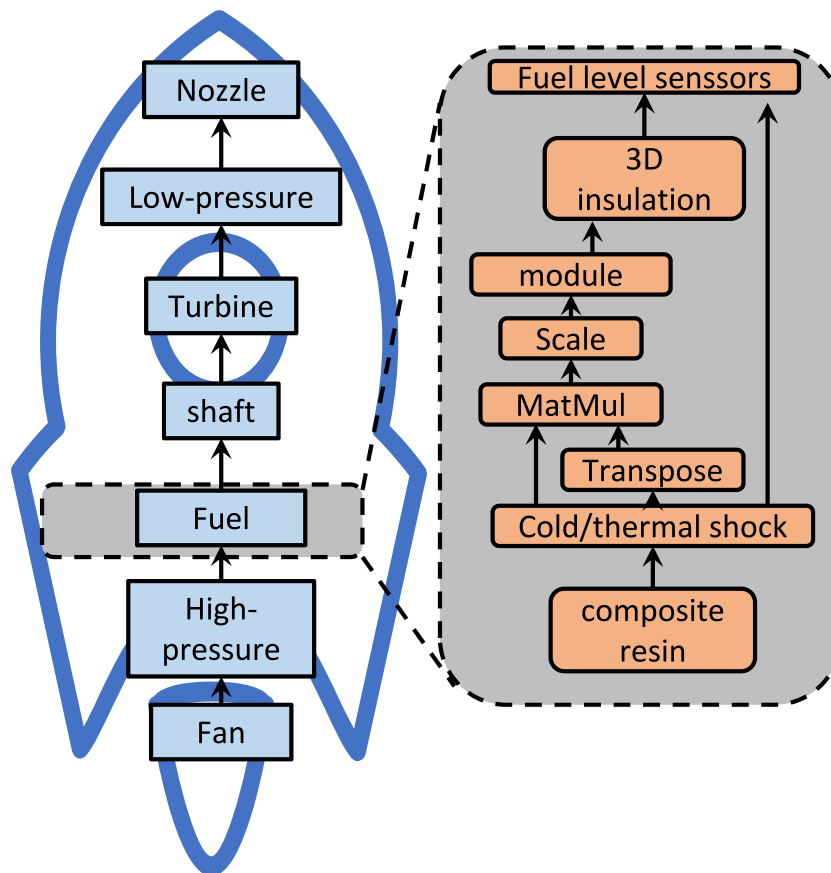 Nozzle
Low-pressure
Turbine
shaft
Fuel
High-
pressure
Fan
Fuel level senssors
3D
insulation
module
Scale
MatMul
Transpose
Cold/thermal shock
composite
resin